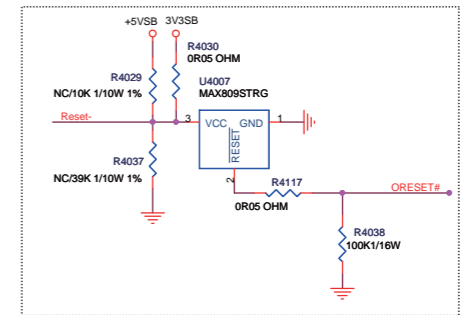 +5VSB 3V3SB
R4030
0R05 OHM
R4029
NC/10K 1/10W 1%
U4007
MAX809STRG
Reset-
3
VCC GND
1
RESET
2
R4037
NC/39K 1/10W 1%
R4117
0R05 OHM
ORESET#
R4038
100K1/16W